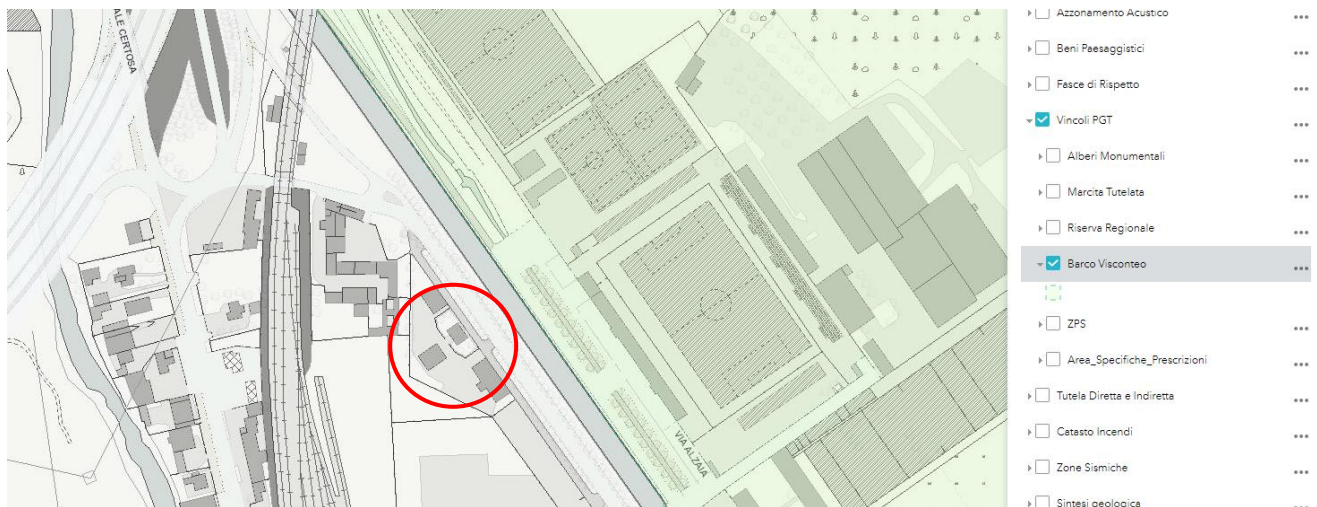 ALE CERTOSA
VIA ALZAIA
Azzonamento Acustico
Beni Paesaggistici
Fasce di Rispetto
Vincoli PGT
Alberi Monumentali
Marcita Tutelata
Riserva Regionale
Barco Visconteo
ZPS
Area_Specifiche_Prescrizioni
Tutela Diretta e Indiretta
Catasto Incendi
Zone Sismiche
Sintesi geologica